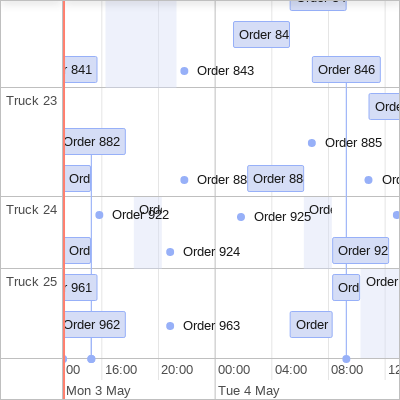 Order 84
841
Order 843
Order 846
Truck 23
Orde
Order 882
Order 885
Ord
Order 88
Order 88
Ord
Truck 24
Ord
Order 922
Order 925
Ord
Ord
Order 924
Order 92
Truck 25
961
Ord
Order
Order 962
Order 963
Order
00
16:00
20:00
00:00
04:00
08:00
12
Mon 3 May
Tue 4 May